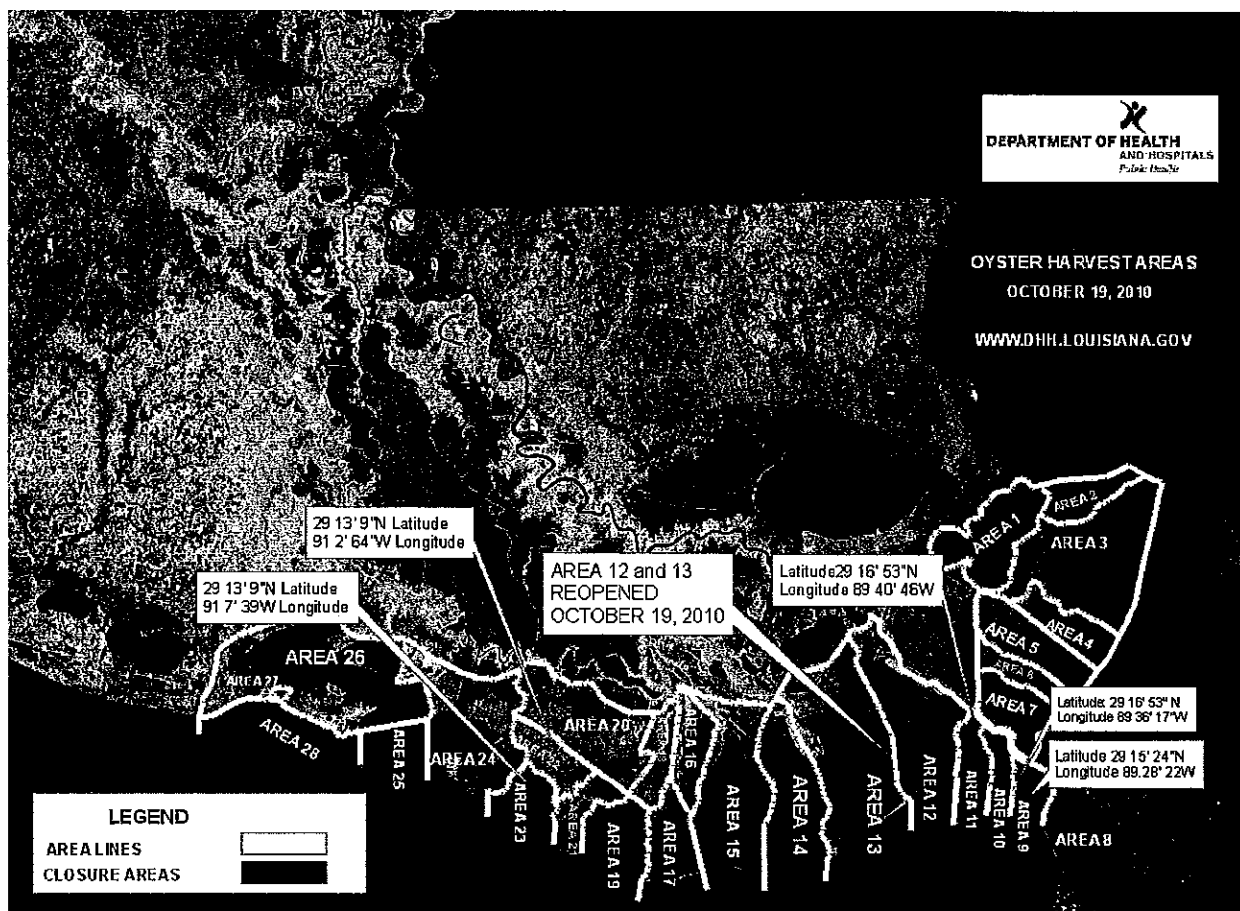 DEPARTMENT OF HEALTH
AND HOSPITALS
Public Health
OYSTER HARVEST AREAS
OCTOBER 19, 2010
WWW.DHH.LOUISIANA.GOV
29 13' 9"N Latitude
91 2' 64"W Longitude
29 13' 9"N Latitude
91 7' 39W Longitude
AREA 12 and 13
REOPENED
OCTOBER 19, 2010
Latitude29 16' 53"N
Longitude 89 40' 46W
Latitude: 29 16' 53" N
Longitude 89 36' 17"W
Latitude 29 15' 24"N
Longitude 89.28' 22W
AREA 1
AREA 2
AREA 3
AREA 4
AREA 5
AREA 6
AREA 7
AREA 8
AREA 9
AREA 10
AREA 11
AREA 12
AREA 13
AREA 14
AREA 15
AREA 16
AREA 17
AREA 19
AREA 20
AREA 21
AREA 23
AREA 24
AREA 25
AREA 26
AREA 27
AREA 28
LEGEND
AREA LINES
CLOSURE AREAS